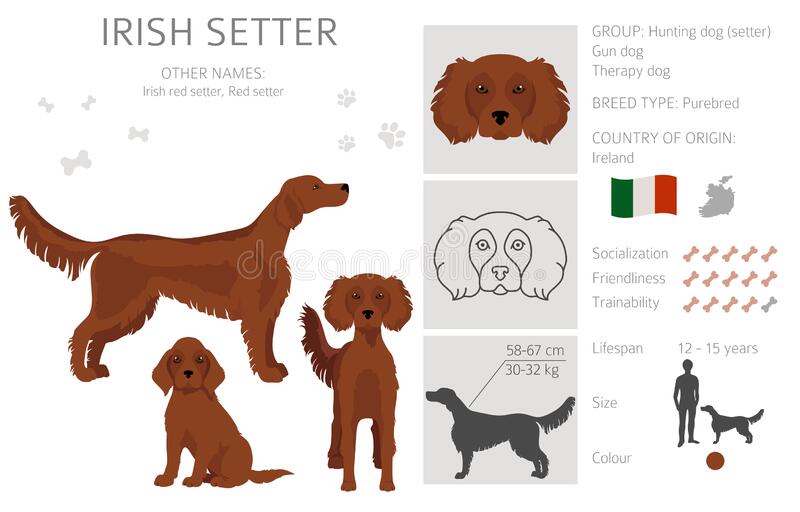 IRISH SETTER
OTHER NAMES:
Irish red setter, Red setter
GROUP: Hunting dog (setter)
Gun dog
Therapy dog
BREED TYPE: Purebred
COUNTRY OF ORIGIN:
Ireland
Socialization
Friendliness
Trainability
58-67 cm
30-32 kg
Lifespan 12 - 15 years
Size
Colour
dreamstime